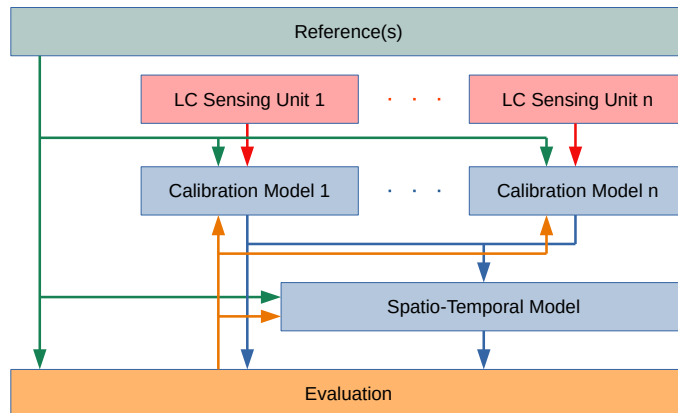 Reference(s)
LC Sensing Unit 1
LC Sensing Unit n
Calibration Model 1
Calibration Model n
Spatio-Temporal Model
Evaluation